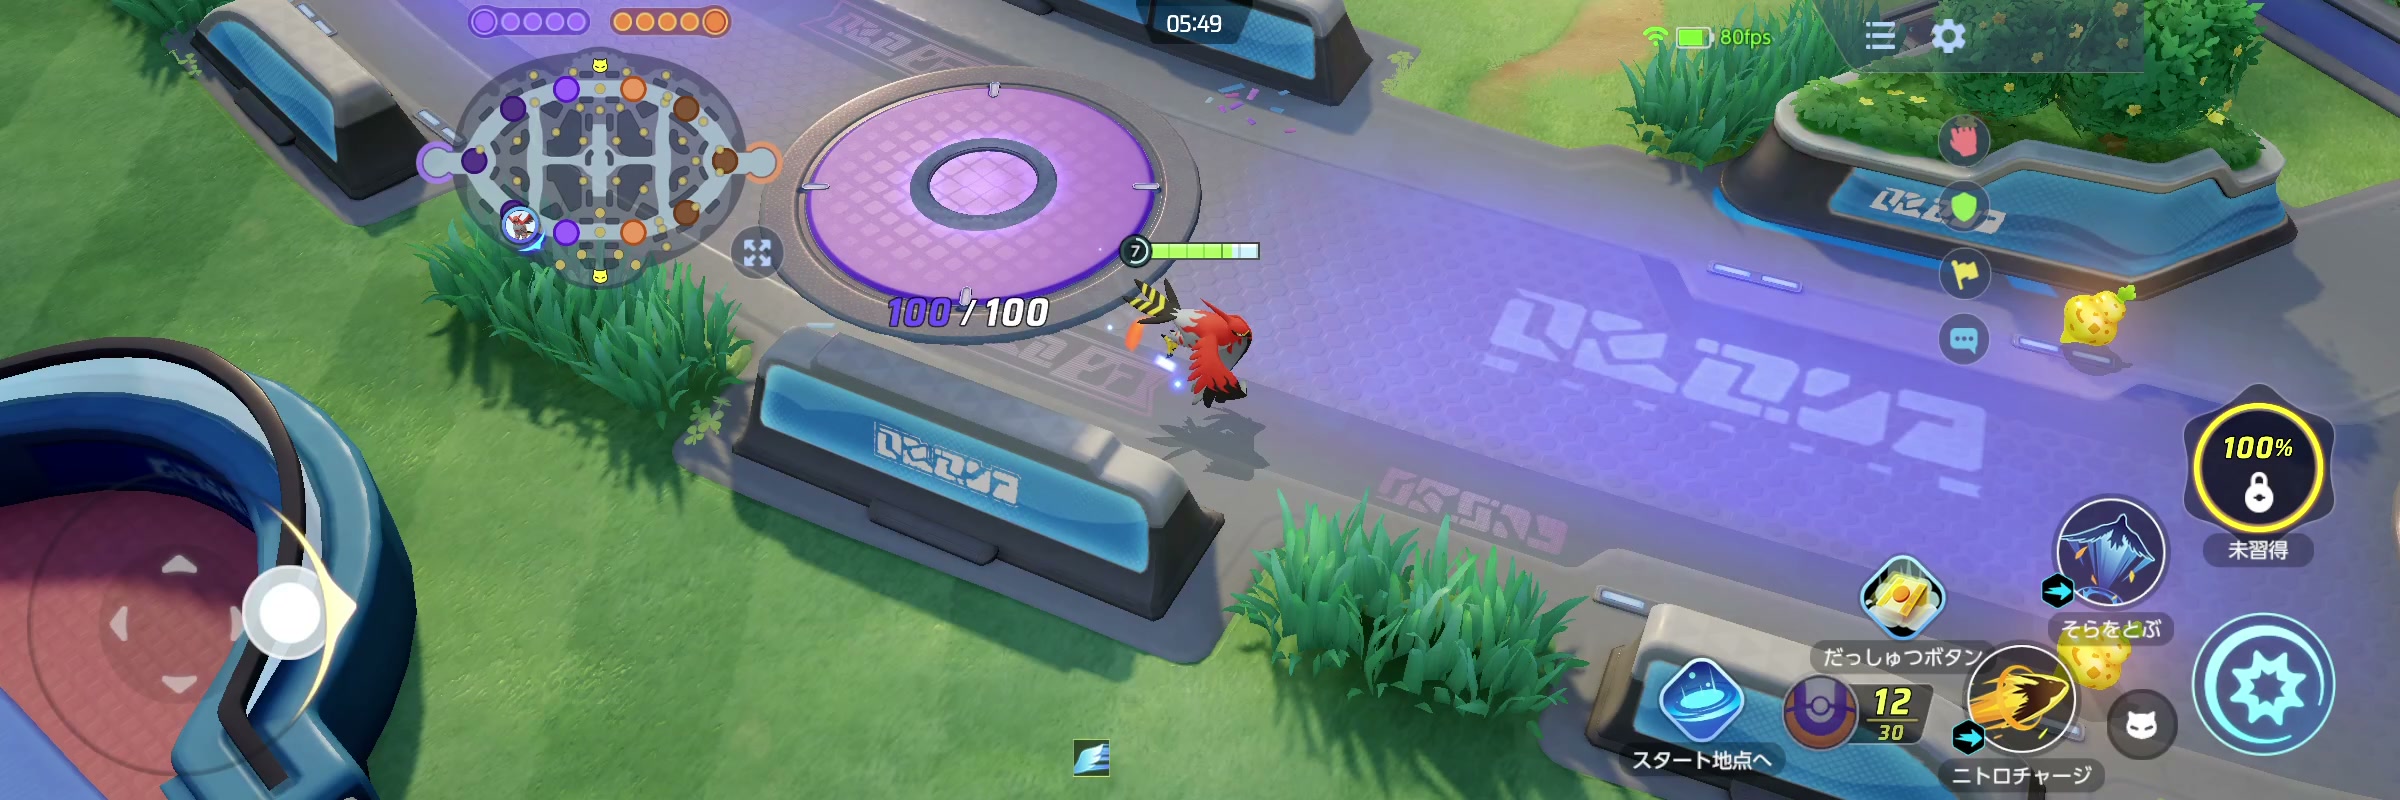 05:49
80fps
7
100/100
100%
未習得
そらをとぶ
だっしゅつボタン
12
30
スタート地点へ
ニトロチャージ